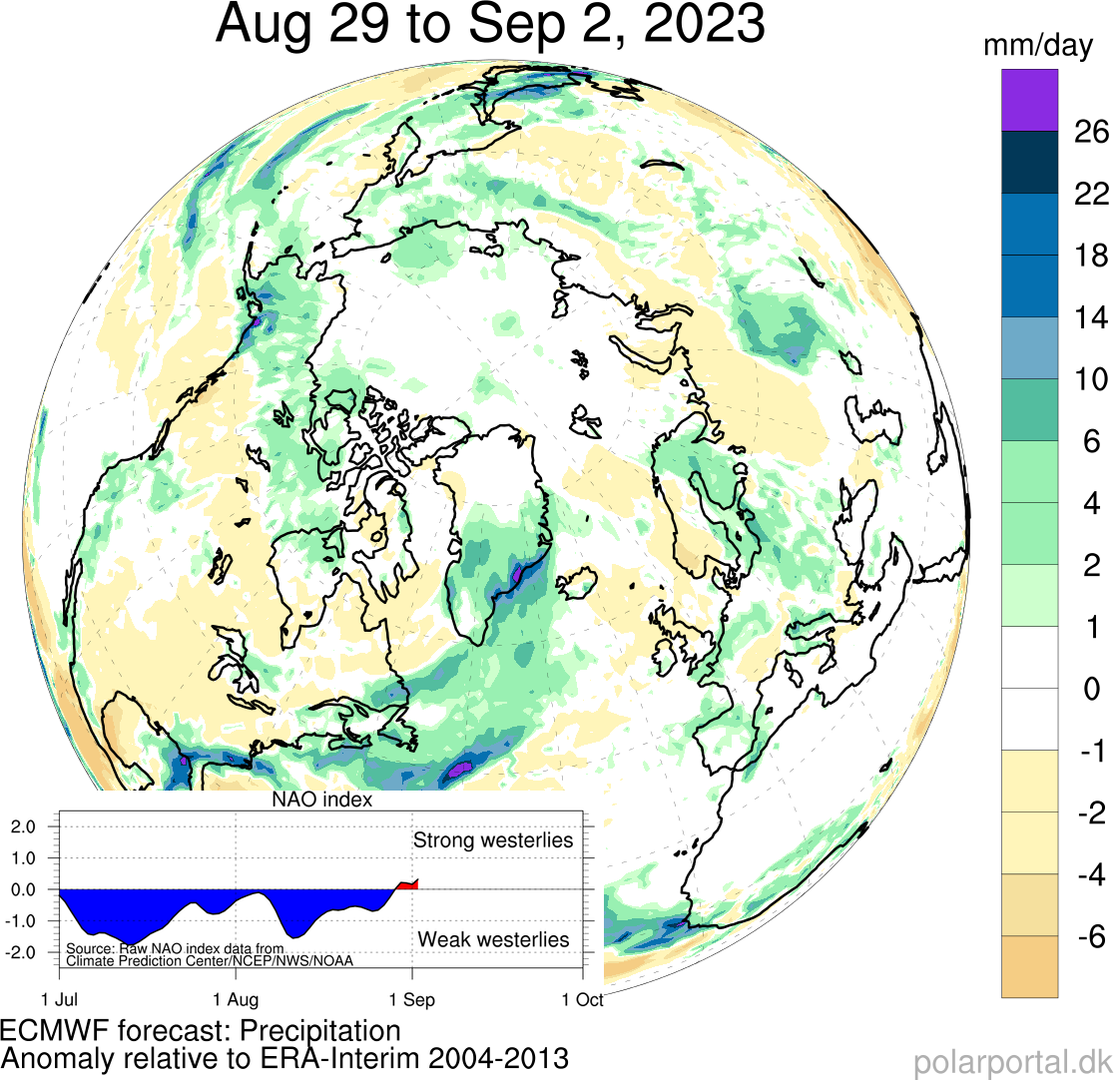 Aug 29 to Sep 2, 2023
mm/day
26
22
18
14
10
6
4
2
1
0
-1
-2
-4
-6
NAO index
2.0
1.0
0.0
-1.0
-2.0
Strong westerlies
Weak westerlies
Source: Raw NAO index data from
Climate Prediction Center/NCEP/NWS/NOAA
1 Jul
1 Aug
1 Sep
1 Oct
ECMWF forecast: Precipitation
Anomaly relative to ERA-Interim 2004-2013
polarportal.dk